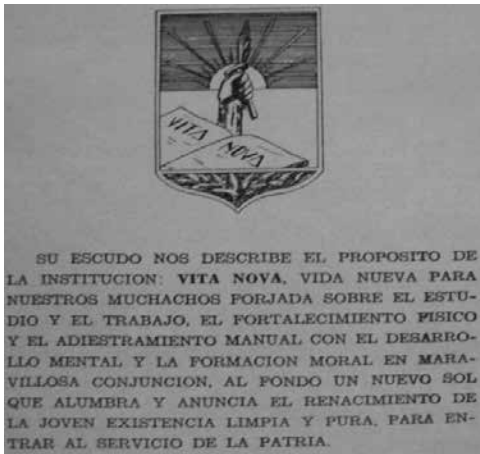 VITA NOVA
SU ESCUDO NOS DESCRIBE EL PROPOSITO DE
LA INSTITUCION: VITA NOVA, VIDA NUEVA PARA
NUESTROS MUCHACHOS FORJADA SOBRE EL ESTU-
DIO Y EL TRABAJO, EL FORTALECIMIENTO FISICO
Y EL ADIESTRAMIENTO MANUAL CON EL DESARRO-
LLO MENTAL Y LA FORMACION MORAL EN MARA-
VILLOSA CONJUNCION, AL FONDO UN NUEVO SOL
QUE ALUMBRA Y ANUNCIA EL RENACIMIENTO DE
LA JOVEN EXISTENCIA LIMPIA Y PURA, PARA EN-
TRAR AL SERVICIO DE LA PATRIA.